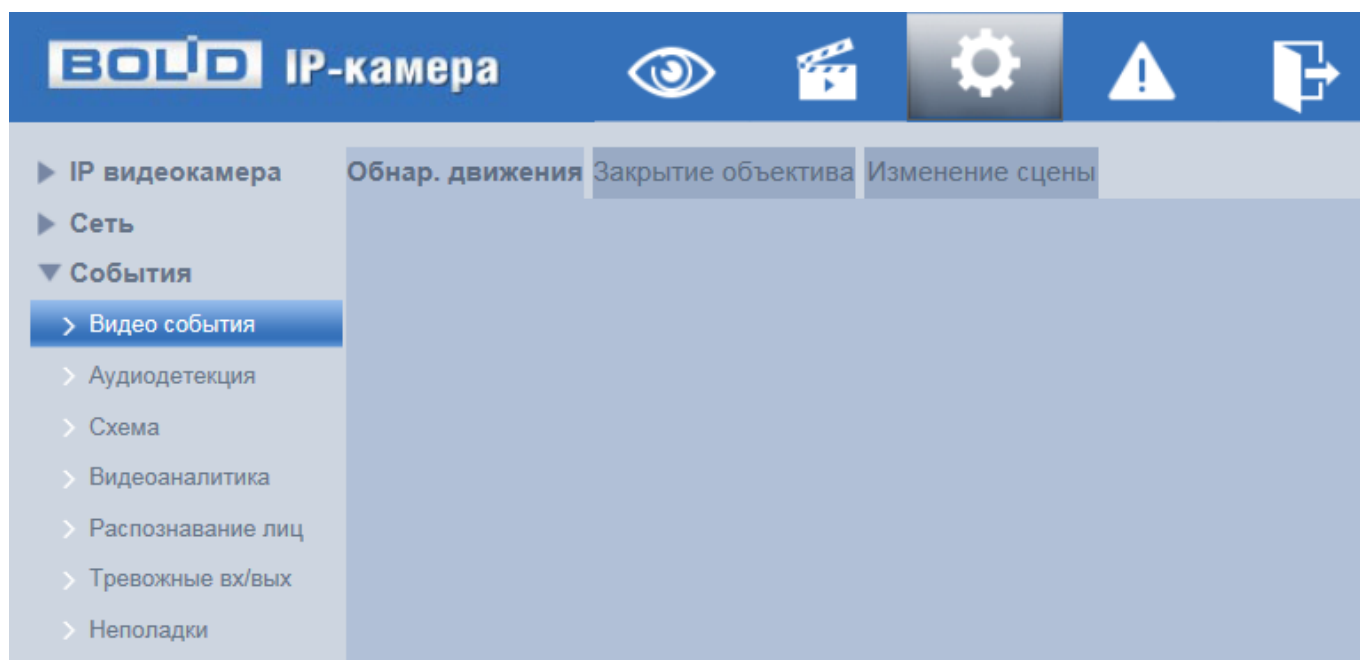 BOLID IP-камера
IP видеокамера
Сеть
События
Видео события
Аудиодетекция
Схема
Видеоаналитика
Распознавание лиц
Тревожные вх/вых
Неполадки
Обнар. движения Закрытие объектива Изменение сцены